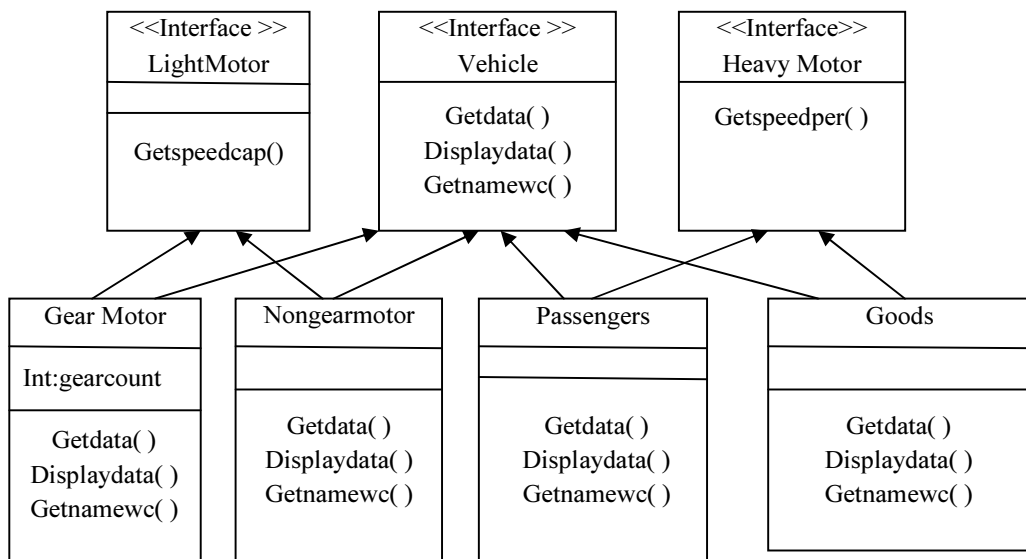 <<Interface >>
LightMotor
Getspeedcap()
<<Interface >>
Vehicle
Getdata( )
Displaydata( )
Getnamewc( )
<<Interface>>
Heavy Motor
Getspeedper( )
Gear Motor
Int:gearcount
Getdata( )
Displaydata( )
Getnamewc( )
Nongearmotor
Getdata( )
Displaydata( )
Getnamewc( )
Passengers
Getdata( )
Displaydata( )
Getnamewc( )
Goods
Getdata( )
Displaydata( )
Getnamewc( )